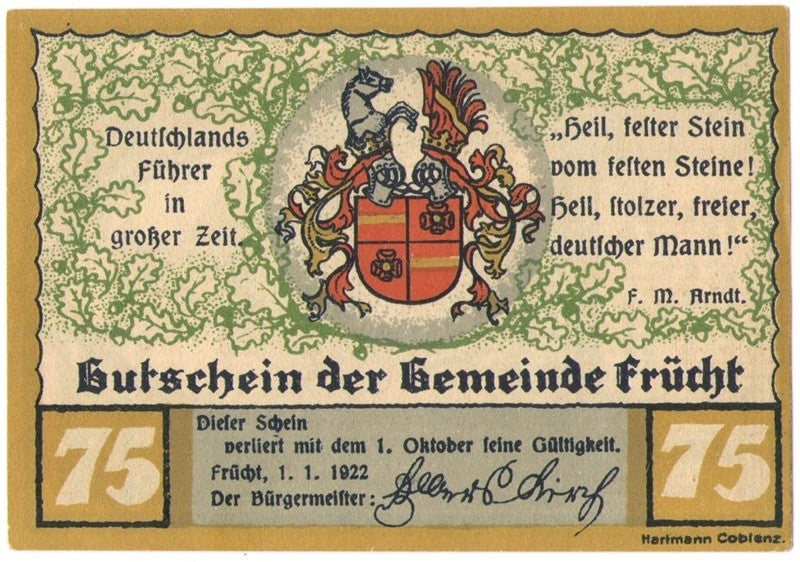 Deutschlands
Führer
in
großer Zeit.
„Heil, fester Stein
vom festen Steine!
Heil, stolzer, freier,
deutscher Mann!“
F. M. Arndt.
Gutschein der Gemeinde Frücht
75
Dieser Schein
verliert mit dem 1. Oktober seine Gültigkeit.
Frücht, 1. 1. 1922
Der Bürgermeister:
75
Hartmann Coblenz.